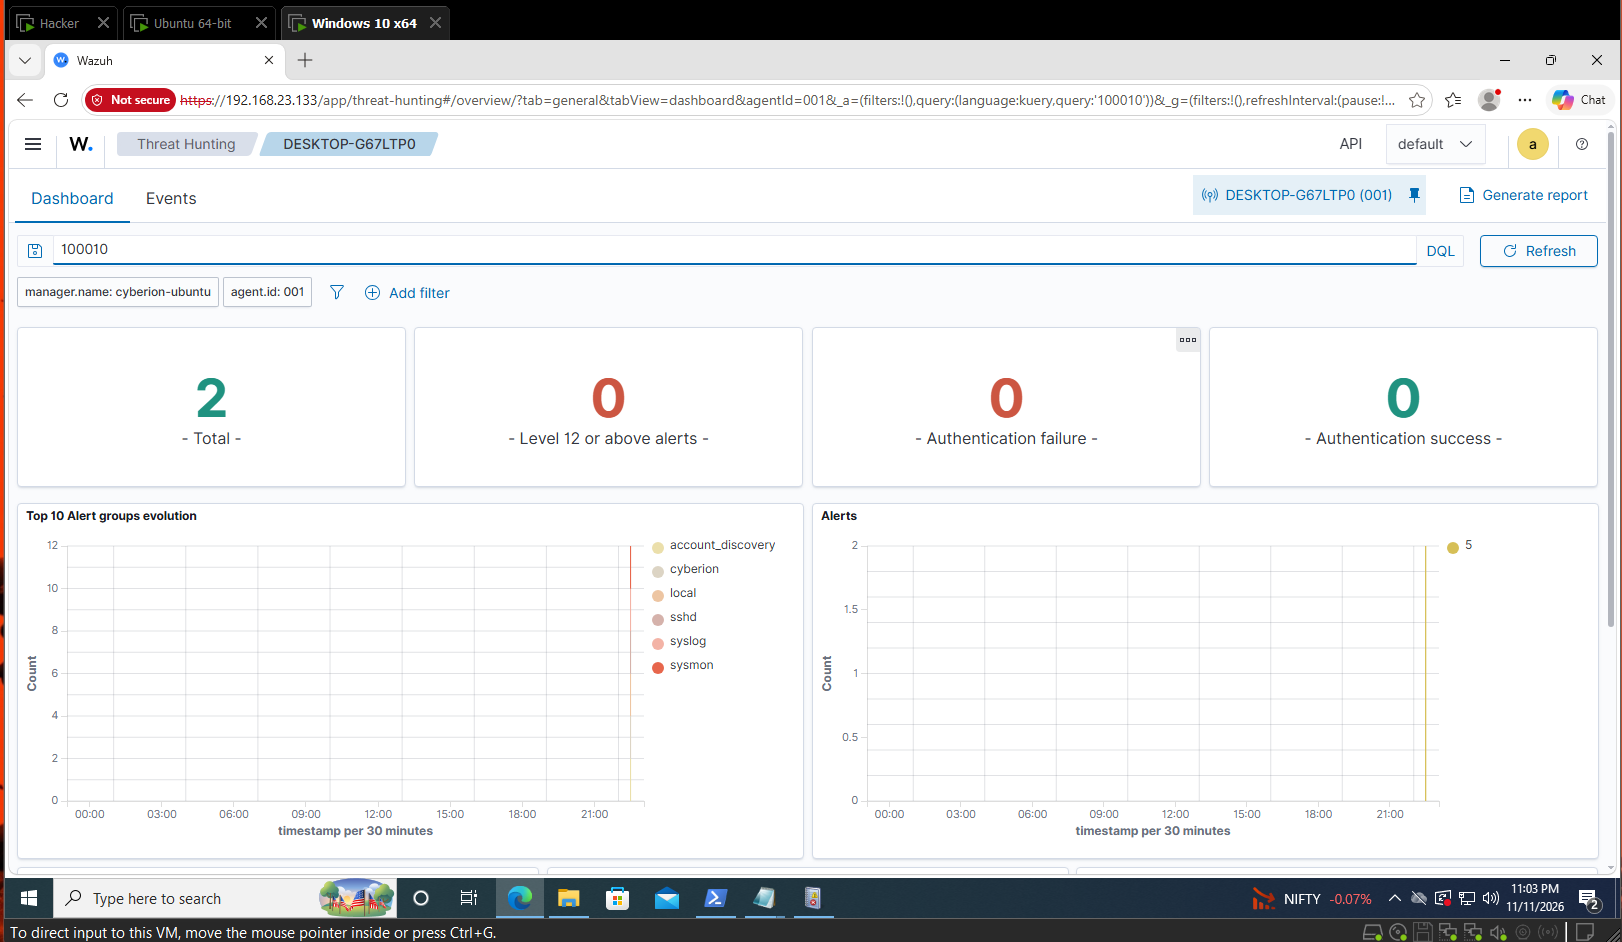 Hacker
Ubuntu 64-bit
Windows 10 x64
Wazuh
Not secure
https://192.168.23.133/app/threat-hunting#/overview/?tab=general&tabView=dashboard&agentId=001&_a=(filters:!(),query:(language:kuery,query:'100010'))&_g=(filters:!(),refreshInterval:(pause:!...
Chat
W.
Threat Hunting
DESKTOP-G67LTP0
API
default
a
Dashboard
Events
DESKTOP-G67LTP0 (001)
Generate report
100010
DQL
Refresh
manager.name: cyberion-ubuntu
agent.id: 001
Add filter
2
- Total -
0
- Level 12 or above alerts -
0
- Authentication failure -
0
- Authentication success -
Top 10 Alert groups evolution
12
10
8
6
4
2
0
Count
00:00 03:00 06:00 09:00 12:00 15:00 18:00 21:00
timestamp per 30 minutes
account_discovery
cyberion
local
sshd
syslog
sysmon
Alerts
2
1.5
1
0.5
0
Count
00:00 03:00 06:00 09:00 12:00 15:00 18:00 21:00
timestamp per 30 minutes
5
Type here to search
NIFTY -0.07%
11:03 PM
11/11/2026
2
To direct input to this VM, move the mouse pointer inside or press Ctrl+G.